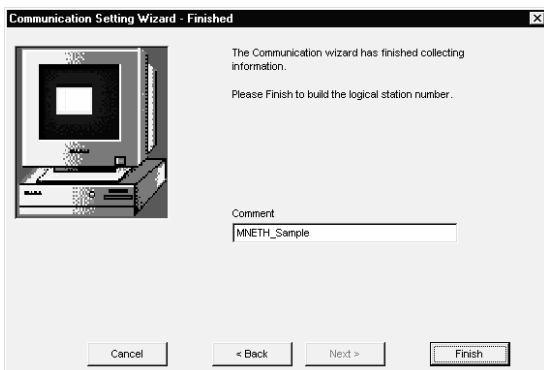 Communication Setting Wizard - Finished
The Communication wizard has finished collecting
information.
Please Finish to build the logical station number.
Comment
MNETH_Sample
Cancel
< Back
Next >
Finish